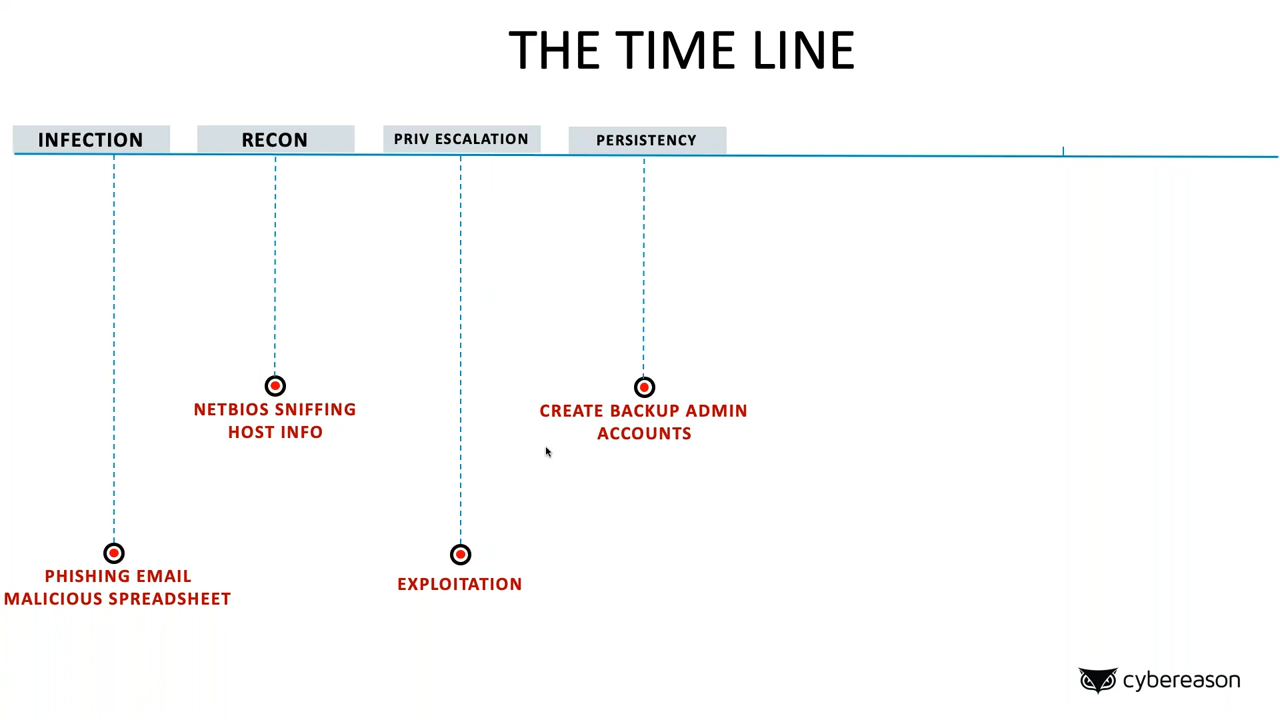 THE TIME LINE
INFECTION
RECON
PRIV ESCALATION
PERSISTENCY
NETBIOS SNIFFING
HOST INFO
CREATE BACKUP ADMIN
ACCOUNTS
PHISHING EMAIL
MALICIOUS SPREADSHEET
EXPLOITATION
cybereason